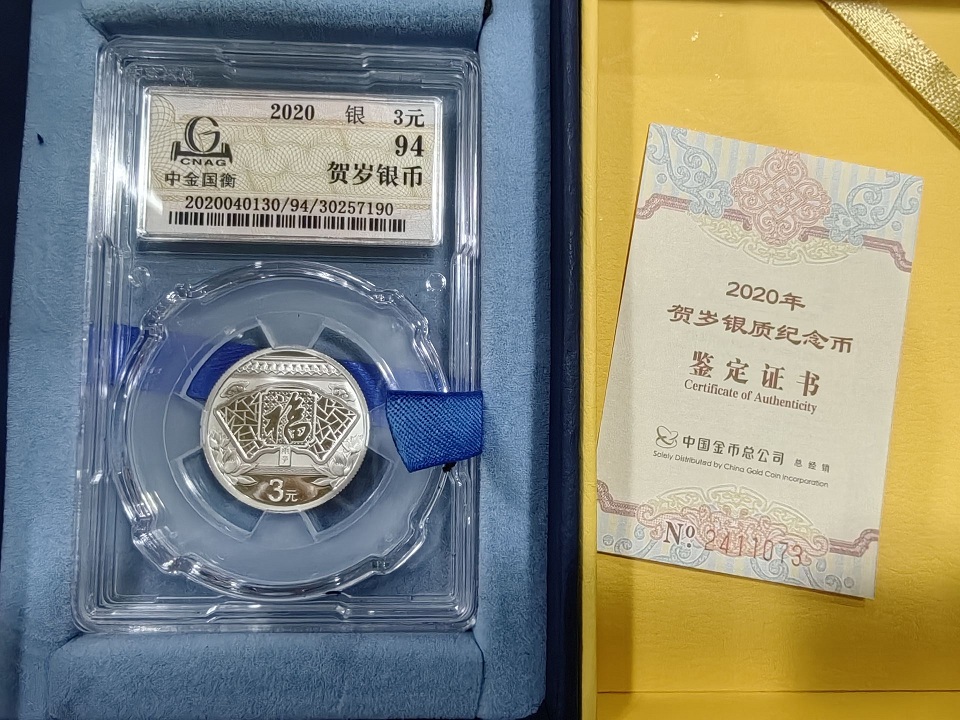 2020 银 3元
94
CNAG
中金国衡
贺岁银币
2020040130/94/30257190
福
3元
2020年
贺岁银质纪念币
鉴定证书
Certificate of Authenticity
中国金币总公司 总经销
Solely Distributed by China Gold Coin Incorporation
No. 2411073